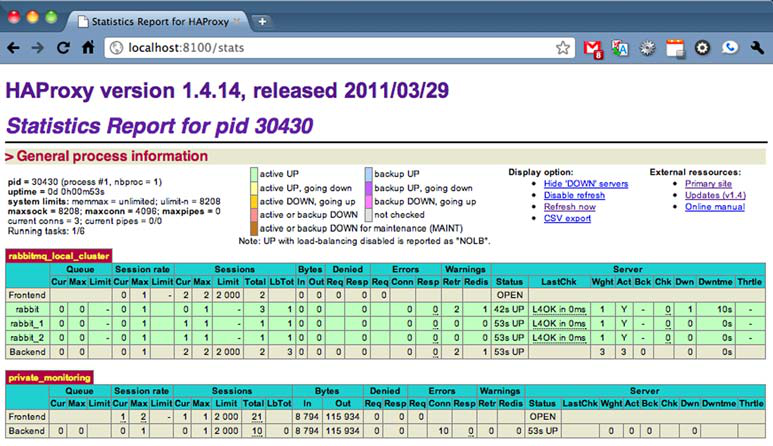 Statistics Report for HAProxy
localhost:8100/stats
8
HAProxy version 1.4.14, released 2011/03/29
Statistics Report for pid 30430
> General process information
pid = 30430 (process #1, nbproc = 1)
uptime = 0d 0h00m53s
system limits: memmax = unlimited; ulimit-n = 8208
maxsock = 8208; maxconn = 4096; maxpipes = 0
current conns = 3; current pipes = 0/0
Running tasks: 1/6
active UP backup UP
active UP, going down backup UP, going down
active DOWN, going up backup DOWN, going up
active or backup DOWN not checked
active or backup DOWN for maintenance (MAINT)
Note: UP with load-balancing disabled is reported as "NOLB".
Display option:
Hide 'DOWN' servers
Disable refresh
Refresh now
CSV export
External ressources:
Primary site
Updates (v1.4)
Online manual
rabbitmq_local_cluster
Queue Session rate Sessions Bytes Denied Errors Warnings Server
Cur Max Limit Cur Max Limit Cur Max Limit Total LbTot In Out Req Resp Req Conn Resp Retr Redis Status LastChk Wght Act Bck Chk Dwn Dwntme Thrtle
Frontend 0 1 - 2 2 2 000 2 0 0 0 0 0 OPEN
rabbit 0 0 - 0 1 0 1 - 3 1 0 0 0 0 0 2 1 42s UP L4OK in 0ms 1 Y - 0 1 10s -
rabbit_1 0 0 - 0 1 1 1 - 1 1 0 0 0 0 0 0 0 53s UP L4OK in 0ms 1 Y - 0 0 0s -
rabbit_2 0 0 - 0 1 1 1 - 1 1 0 0 0 0 0 0 0 53s UP L4OK in 0ms 1 Y - 0 0 0s -
Backend 0 0 0 1 2 2 2 000 2 3 0 0 0 0 0 0 2 1 53s UP 3 3 0 0 0s
private_monitoring
Queue Session rate Sessions Bytes Denied Errors Warnings Server
Cur Max Limit Cur Max Limit Cur Max Limit Total LbTot In Out Req Resp Req Conn Resp Retr Redis Status LastChk Wght Act Bck Chk Dwn Dwntme Thrtle
Frontend 1 2 - 1 1 2 000 21 8 794 115 934 0 0 0 OPEN
Backend 0 0 0 1 0 1 2 000 10 0 8 794 115 934 0 0 10 0 0 0 53s UP 0 0 0 0